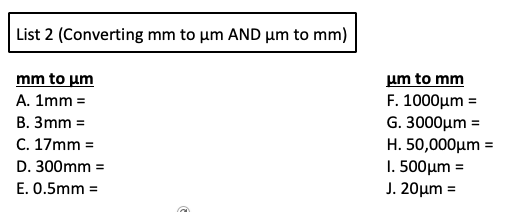 List 2 (Converting mm to µm AND µm to mm)
mm to µm
A. 1mm =
B. 3mm =
C. 17mm =
D. 300mm =
E. 0.5mm =
µm to mm
F. 1000µm =
G. 3000µm =
H. 50,000µm =
I. 500µm =
J. 20µm =